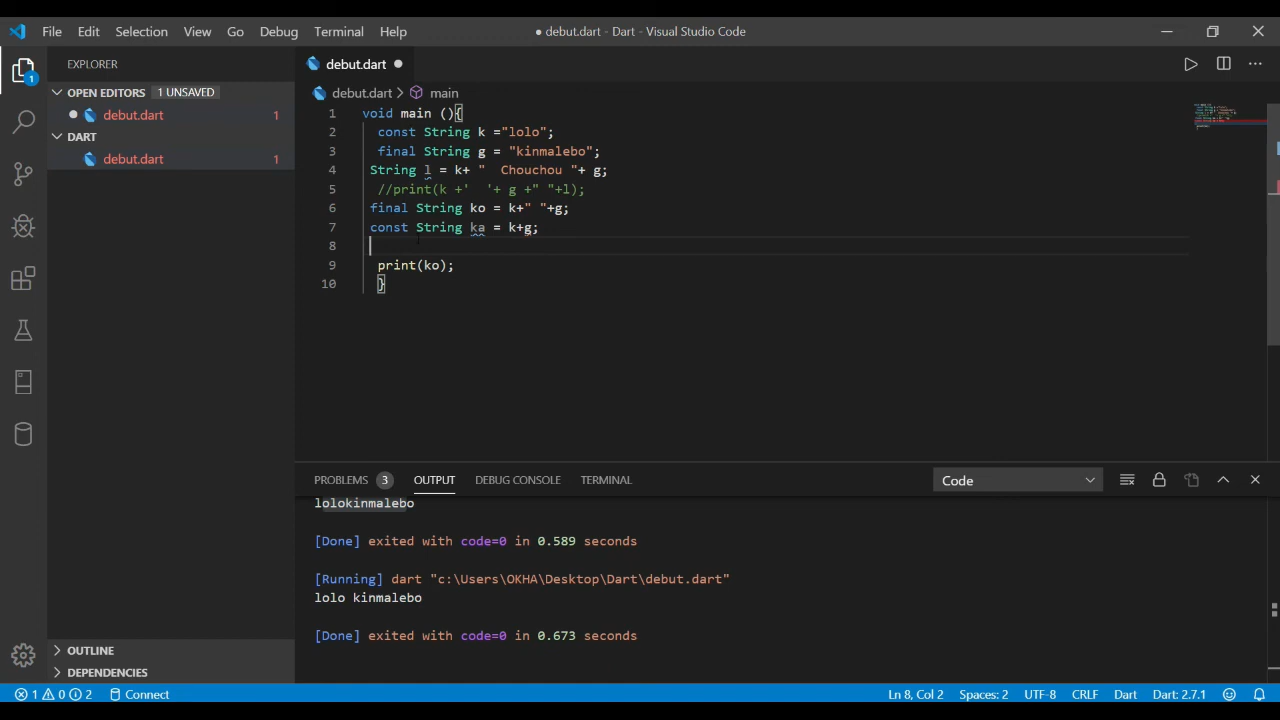 File Edit Selection View Go Debug Terminal Help ● debut.dart - Dart - Visual Studio Code
EXPLORER
OPEN EDITORS 1 UNSAVED
debut.dart 1
DART
debut.dart 1
OUTLINE
DEPENDENCIES
1
debut.dart
debut.dart > main
1 void main (){
2 const String k ="lolo";
3 final String g = "kinmalebo";
4 String l = k+ "  Chouchou "+ g;
5 //print(k +'  '+ g +" "+l);
6 final String ko = k+" "+g;
7 const String ka = k+g;
8
9 print(ko);
10 }
PROBLEMS 3 OUTPUT DEBUG CONSOLE TERMINAL Code
lolokinmalebo
[Done] exited with code=0 in 0.589 seconds
[Running] dart "c:\Users\OKHA\Desktop\Dart\debut.dart"
lolo kinmalebo
[Done] exited with code=0 in 0.673 seconds
1 0 2 Connect Ln 8, Col 2 Spaces: 2 UTF-8 CRLF Dart Dart: 2.7.1